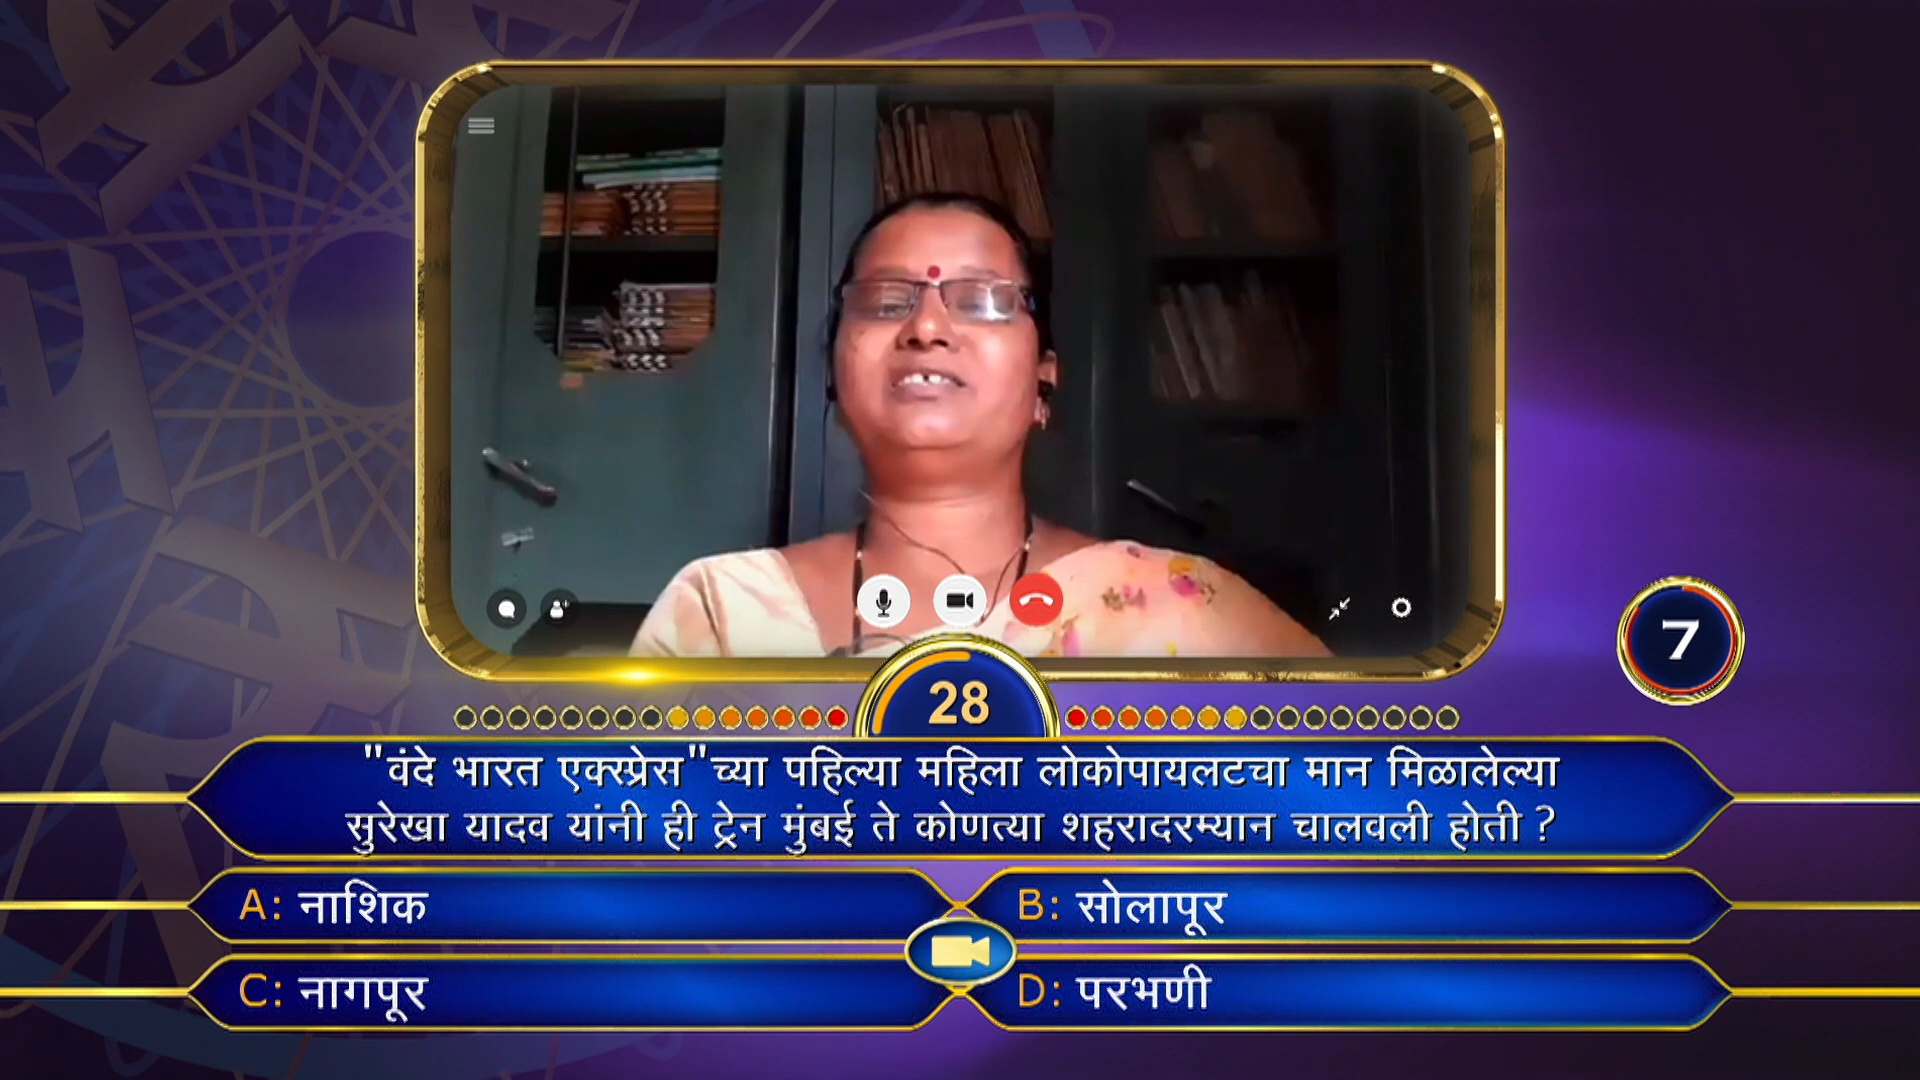 7
28
"वंदे भारत एक्स्प्रेस"च्या पहिल्या महिला लोकोपायलटचा मान मिळालेल्या
सुरेखा यादव यांनी ही ट्रेन मुंबई ते कोणत्या शहरादरम्यान चालवली होती ?
A: नाशिक
B: सोलापूर
C: नागपूर
D: परभणी